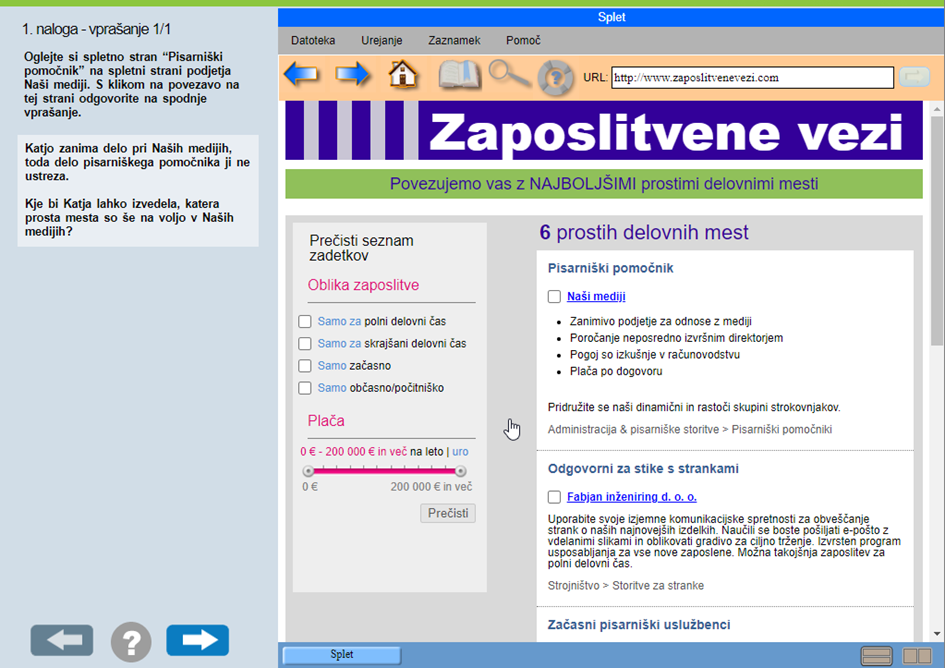 1. naloga - vprašanje 1/1
Oglejte si spletno stran “Pisarniški
pomočnik” na spletni strani podjetja
Naši mediji. S klikom na povezavo na
tej strani odgovorite na spodnje
vprašanje.
Katjo zanima delo pri Naših medijih,
toda delo pisarniškega pomočnika ji ne
ustreza.
Kje bi Katja lahko izvedela, katera
prosta mesta so še na voljo v Naših
medijih?
?
Splet
Datoteka Urejanje Zaznamek Pomoč
? URL: http://www.zaposlitvenevezi.com
Zaposlitvene vezi
Povezujemo vas z NAJBOLJŠIMI prostimi delovnimi mesti
Prečisti seznam
zadetkov
Oblika zaposlitve
Samo za polni delovni čas
Samo za skrajšani delovni čas
Samo začasno
Samo občasno/počitniško
Plača
0 € - 200 000 € in več na leto | uro
0 € 200 000 € in več
Prečisti
6 prostih delovnih mest
Pisarniški pomočnik
Naši mediji
• Zanimivo podjetje za odnose z mediji
• Poročanje neposredno izvršnim direktorjem
• Pogoj so izkušnje v računovodstvu
• Plača po dogovoru
Pridružite se naši dinamični in rastoči skupini strokovnjakov.
Administracija & pisarniške storitve > Pisarniški pomočniki
Odgovorni za stike s strankami
Fabjan inženiring d. o. o.
Uporabite svoje izjemne komunikacijske spretnosti za obveščanje
strank o naših najnovejših izdelkih. Naučili se boste pošiljati e-pošto z
vdelanimi slikami in oblikovati gradivo za ciljno trženje. Izvrsten program
usposabljanja za vse nove zaposlene. Možna takojšnja zaposlitev za
polni delovni čas.
Strojništvo > Storitve za stranke
Začasni pisarniški uslužbenci
Splet